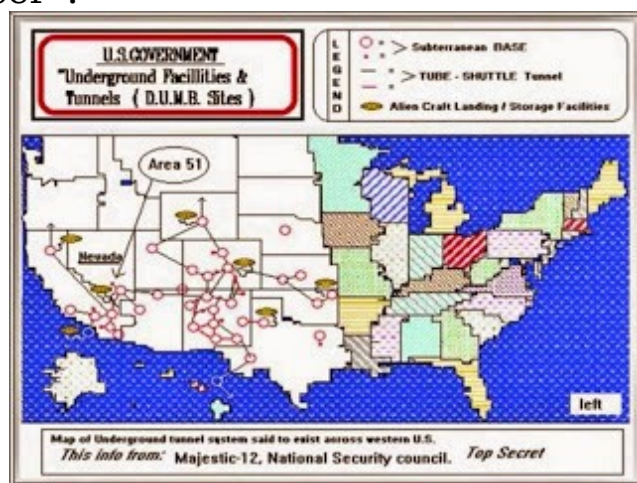 U.S.GOVERNMENT
"Underground Facillities &
Tunnels ( D.U.M.B. Sites )
LEGEND
= > Subterranean BASE
= > TUBE - SHUTTLE Tunnel
Alien Craft Landing / Storage Facilities
Area 51
Nevada
left
Map of Underground tunnel system said to exist across western U.S.
This info from: Majestic-12, National Security council. Top Secret